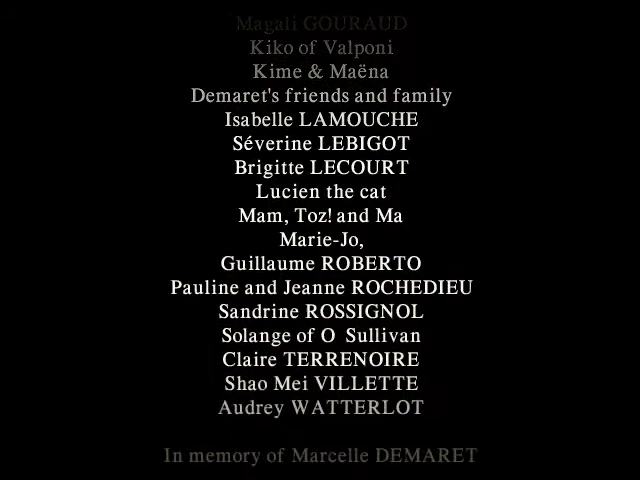 Magali GOURAUD
Kiko of Valponi
Kime & Maëna
Demaret's friends and family
Isabelle LAMOUCHE
Séverine LEBIGOT
Brigitte LECOURT
Lucien the cat
Mam, Toz! and Ma
Marie-Jo,
Guillaume ROBERTO
Pauline and Jeanne ROCHEDIEU
Sandrine ROSSIGNOL
Solange of O Sullivan
Claire TERRENOIRE
Shao Mei VILLETTE
Audrey WATTERLOT
In memory of Marcelle DEMARET